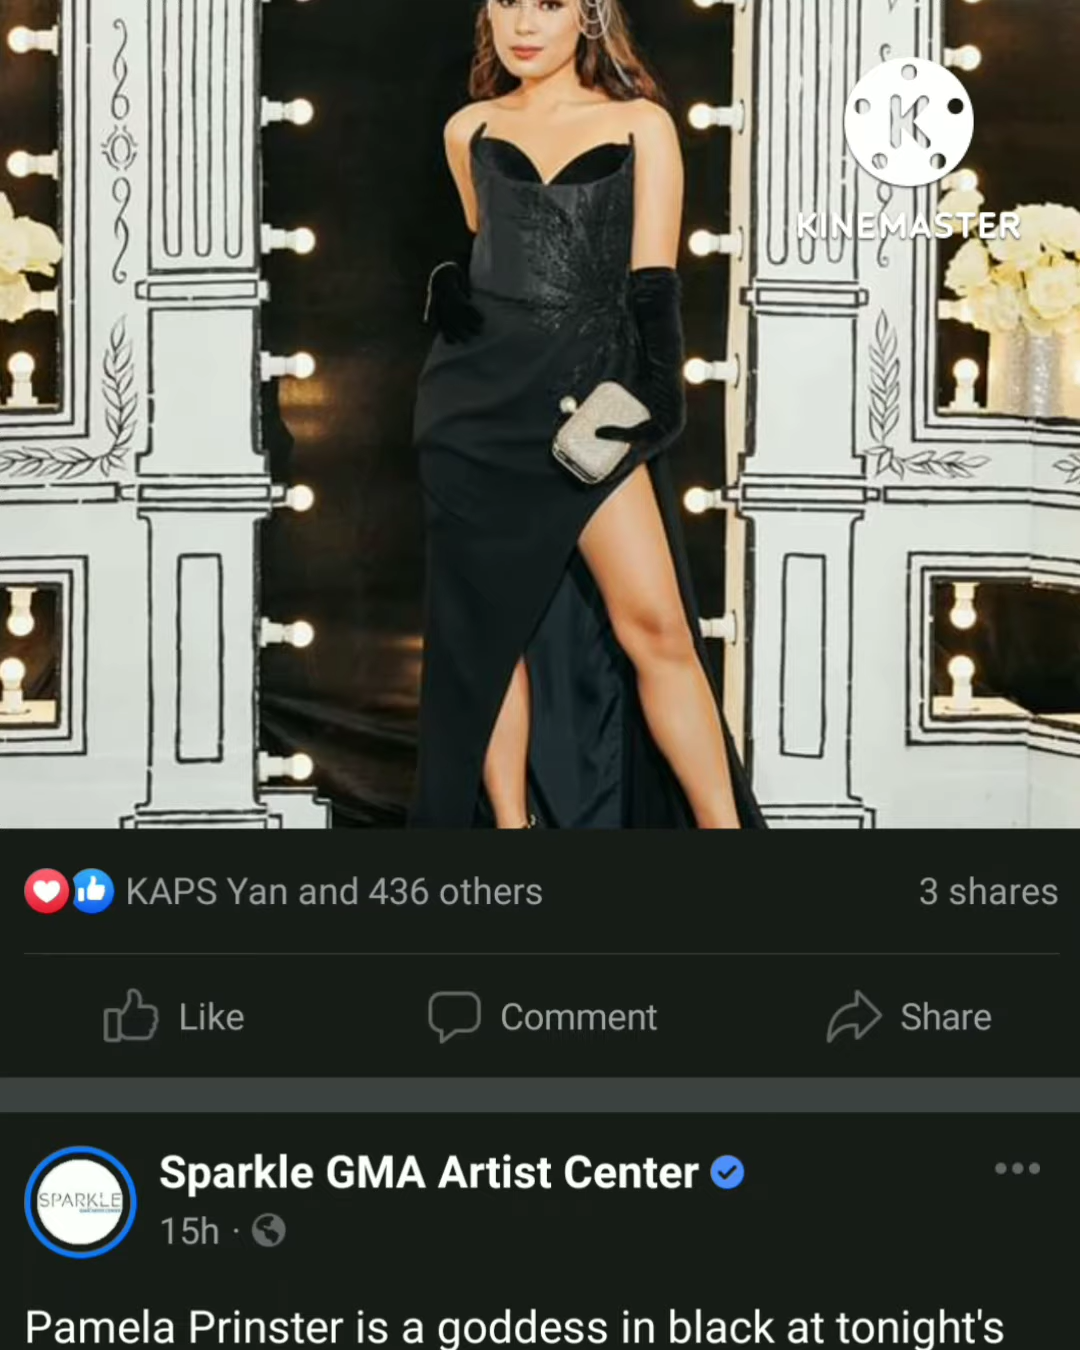 K
KINEMASTER
KAPS Yan and 436 others
3 shares
Like
Comment
Share
Sparkle GMA Artist Center
SPARKLE
15h ·
Pamela Prinster is a goddess in black at tonight's